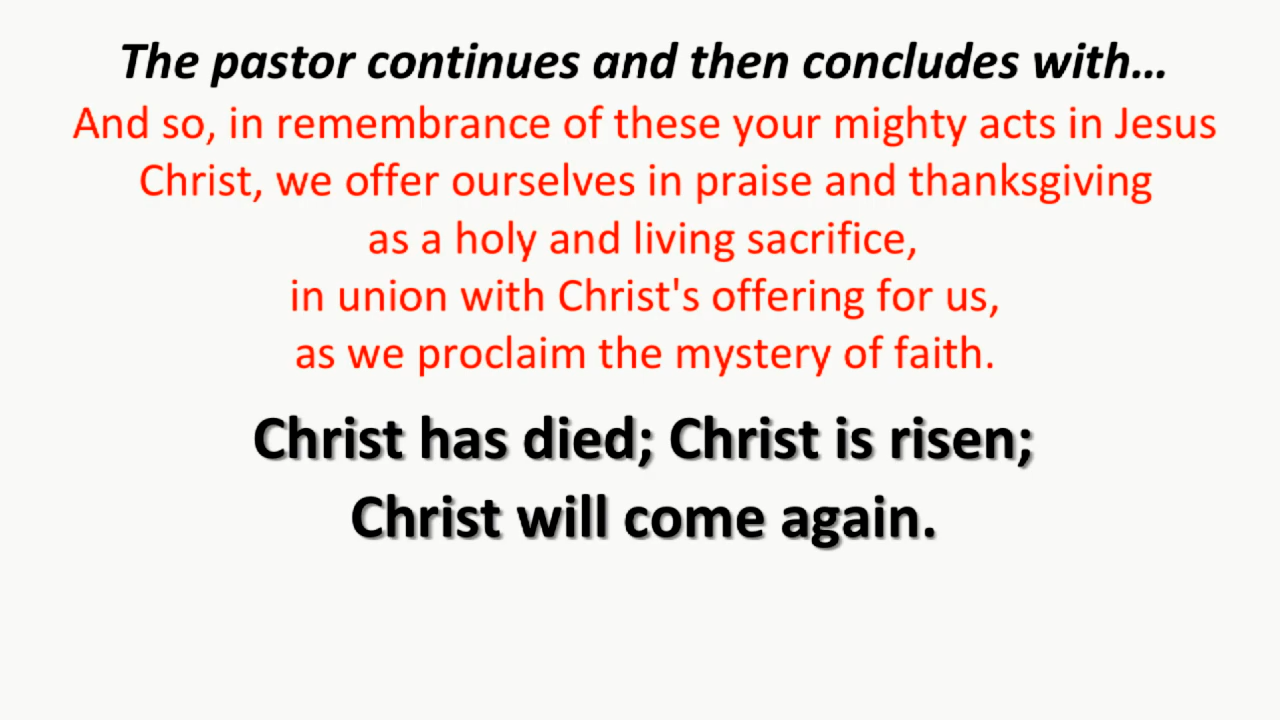 The pastor continues and then concludes with…
And so, in remembrance of these your mighty acts in Jesus
Christ, we offer ourselves in praise and thanksgiving
as a holy and living sacrifice,
in union with Christ's offering for us,
as we proclaim the mystery of faith.
Christ has died; Christ is risen;
Christ will come again.